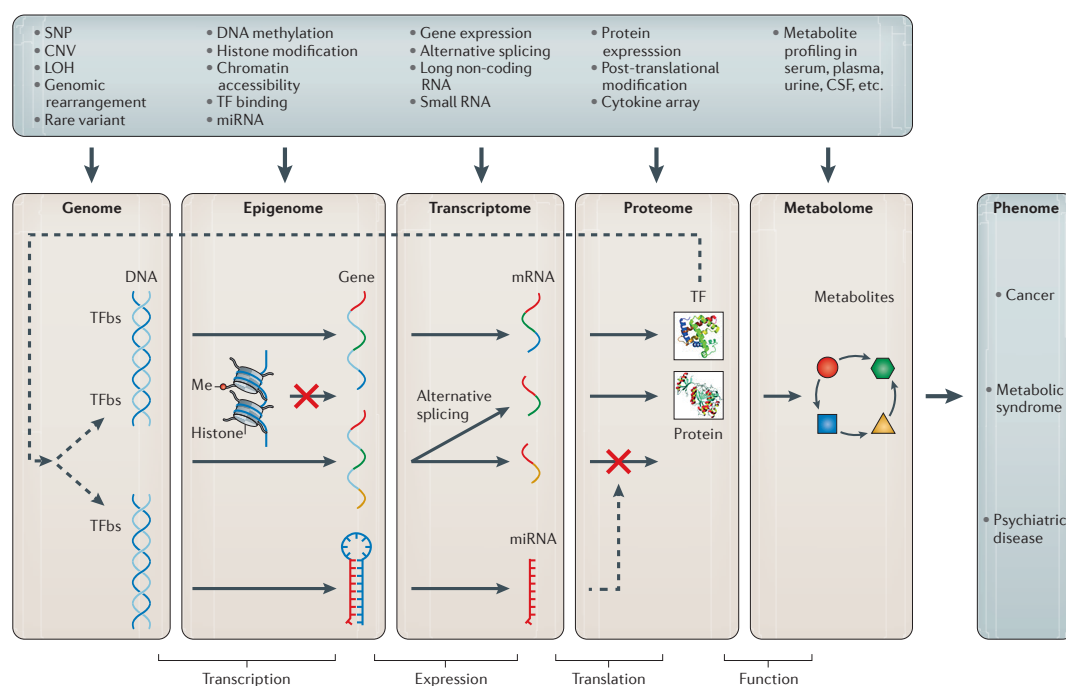 • SNP
• CNV
• LOH
• Genomic
rearrangement
• Rare variant
• DNA methylation
• Histone modification
• Chromatin
accessibility
• TF binding
• miRNA
• Gene expression
• Alternative splicing
• Long non-coding
RNA
• Small RNA
• Protein
expresssion
• Post-translational
modification
• Cytokine array
• Metabolite
profiling in
serum, plasma,
urine, CSF, etc.
Genome
Epigenome
Transcriptome
Proteome
Metabolome
Phenome
DNA
TFbs
TFbs
TFbs
Gene
Me
Histone
mRNA
Alternative
splicing
miRNA
TF
Protein
Metabolites
• Cancer
• Metabolic
syndrome
• Psychiatric
disease
Transcription
Expression
Translation
Function